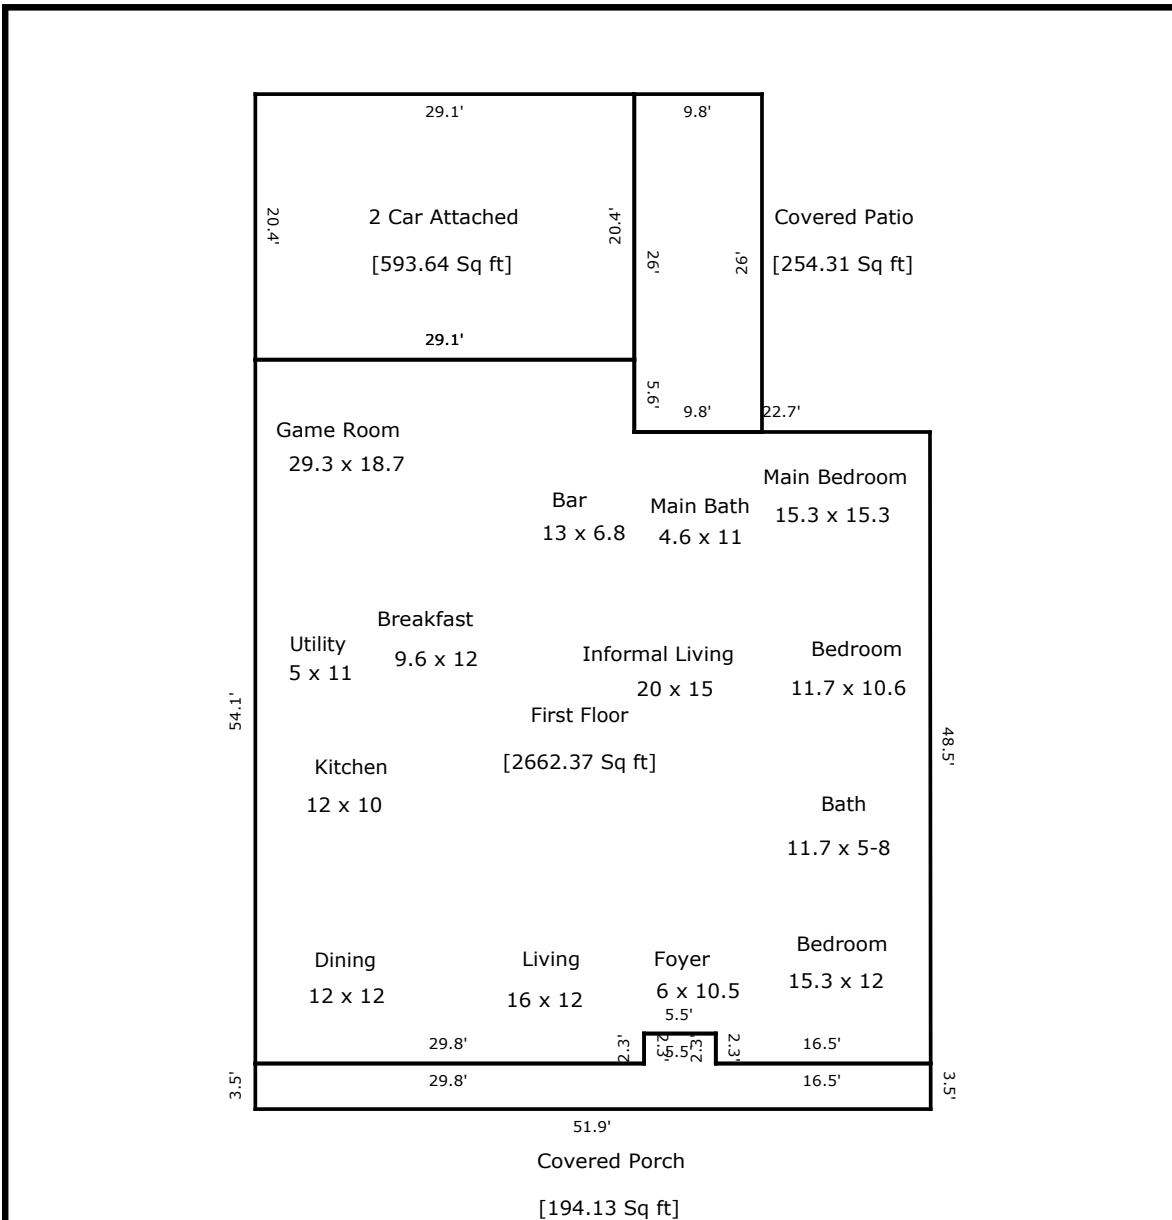 29.1'
9.8'
20.4'
2 Car Attached
20.4'
Covered Patio
[593.64 Sq ft]
26'
26'
[254.31 Sq ft]
29.1'
5.6'
9.8'
22.7'
Game Room
29.3 x 18.7
Bar
13 x 6.8
Main Bath
4.6 x 11
Main Bedroom
15.3 x 15.3
Utility
5 x 11
Breakfast
9.6 x 12
Informal Living
20 x 15
Bedroom
11.7 x 10.6
First Floor
[2662.37 Sq ft]
54.1'
48.5'
Kitchen
12 x 10
Bath
11.7 x 5-8
Dining
12 x 12
Living
16 x 12
Foyer
6 x 10.5
Bedroom
15.3 x 12
5.5'
29.8'
2.3'
2.3'
5.5'
2.3'
2.3'
16.5'
3.5'
29.8'
16.5'
3.5'
51.9'
Covered Porch
[194.13 Sq ft]